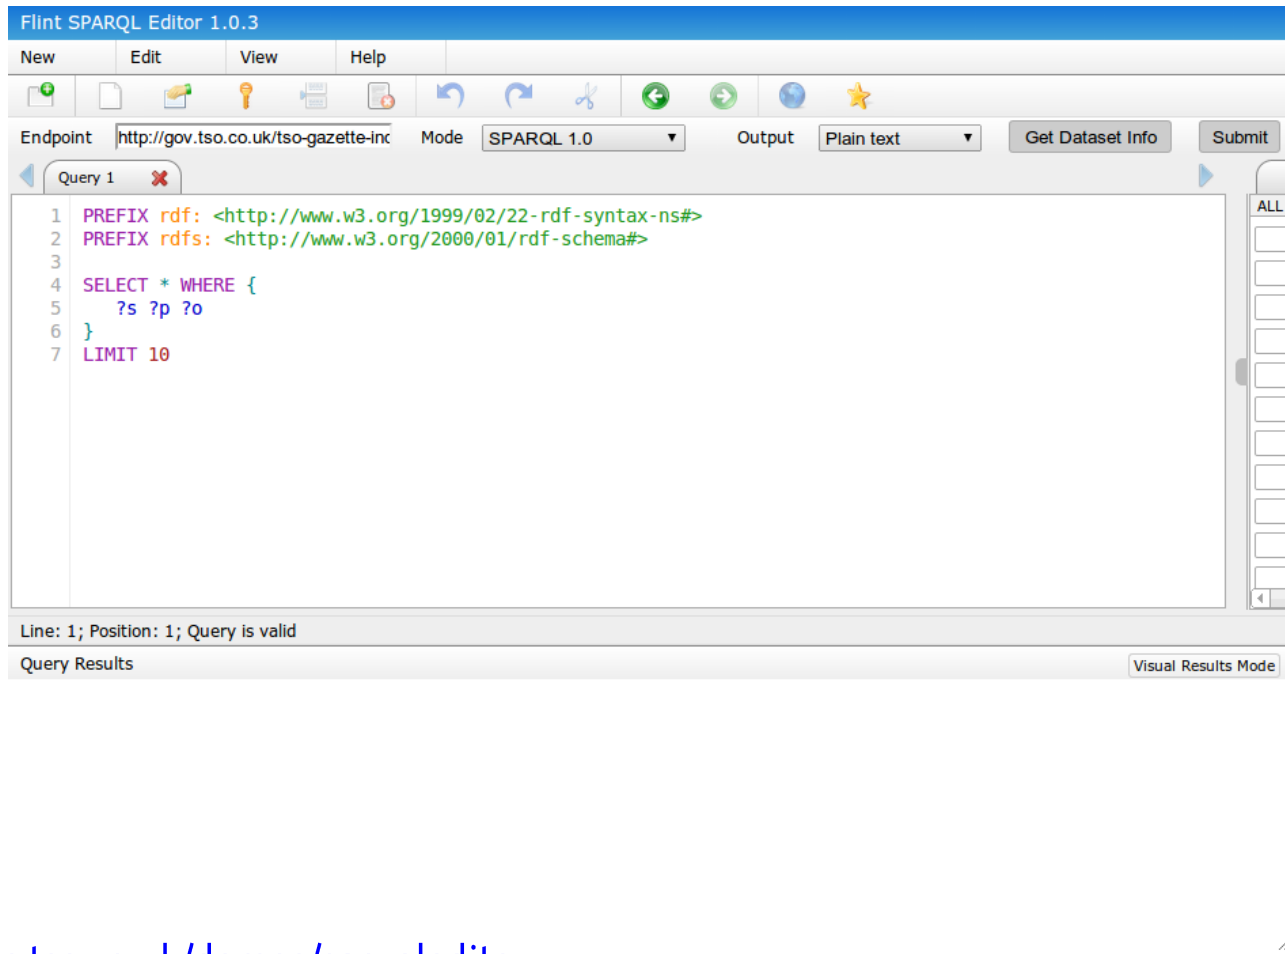 Flint SPARQL Editor 1.0.3
New Edit View Help
Endpoint http://gov.tso.co.uk/tso-gazette-inc Mode SPARQL 1.0 Output Plain text Get Dataset Info Submit
Query 1
ALL
1 PREFIX rdf: <http://www.w3.org/1999/02/22-rdf-syntax-ns#>
2 PREFIX rdfs: <http://www.w3.org/2000/01/rdf-schema#>
3
4 SELECT * WHERE {
5 ?s ?p ?o
6 }
7 LIMIT 10
Line: 1; Position: 1; Query is valid
Query Results Visual Results Mode